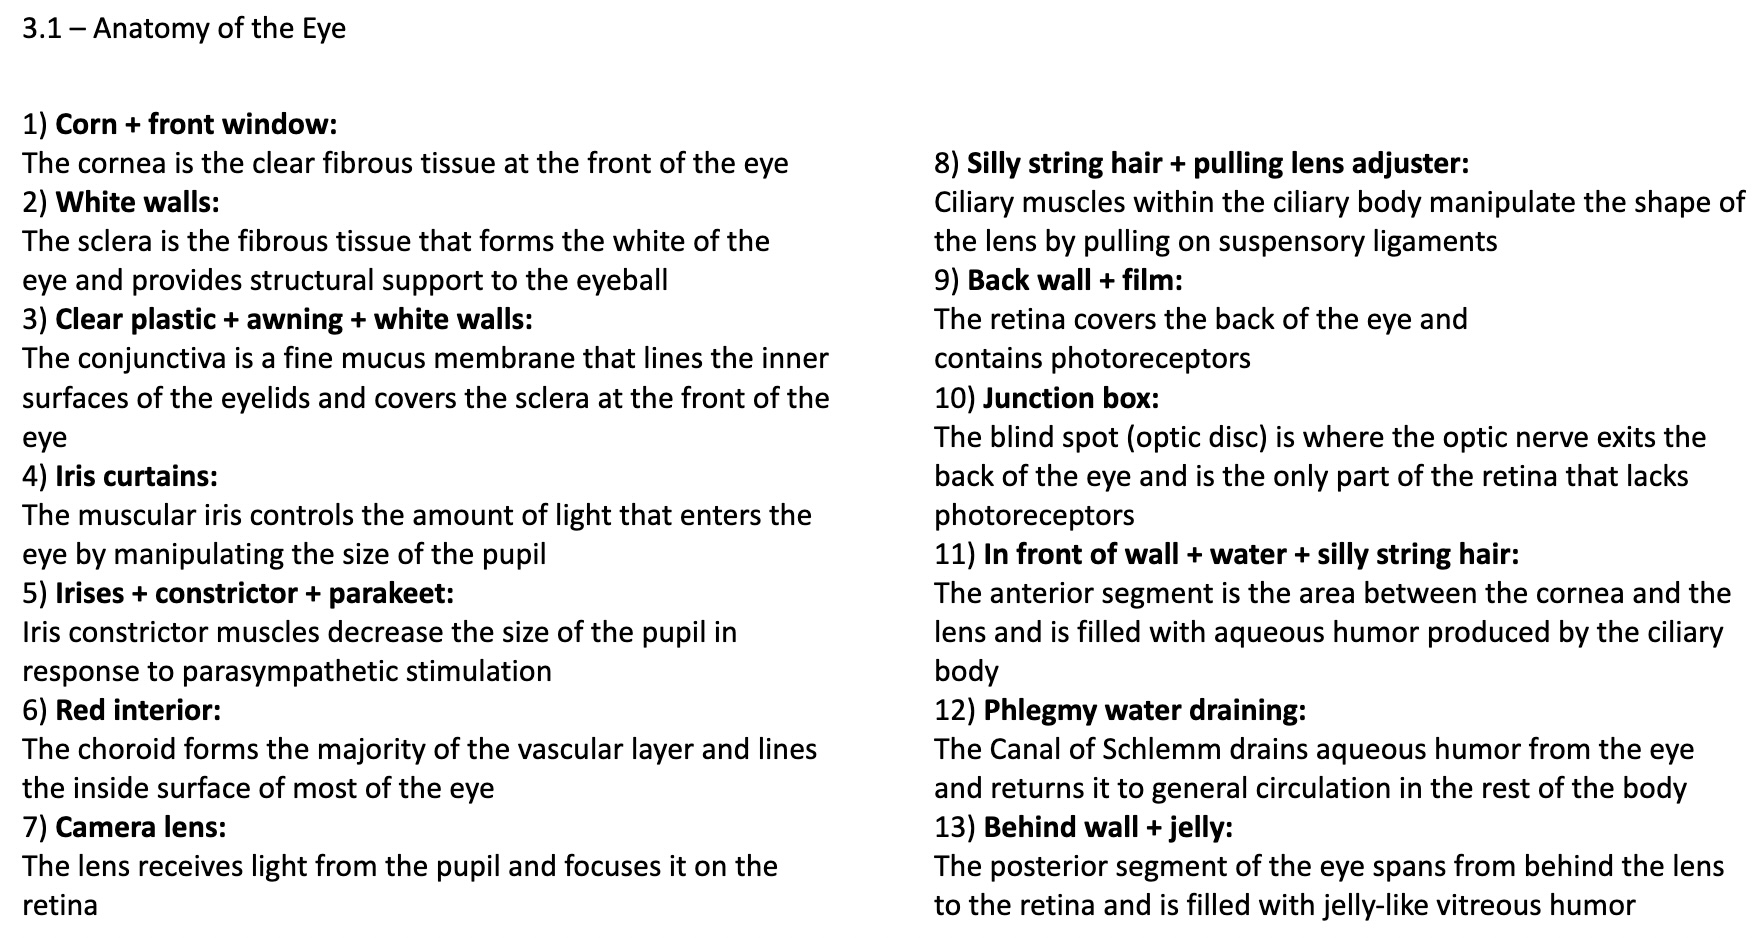 3.1 – Anatomy of the Eye
1) Corn + front window:
The cornea is the clear fibrous tissue at the front of the eye
2) White walls:
The sclera is the fibrous tissue that forms the white of the
eye and provides structural support to the eyeball
3) Clear plastic + awning + white walls:
The conjunctiva is a fine mucus membrane that lines the inner
surfaces of the eyelids and covers the sclera at the front of the
eye
4) Iris curtains:
The muscular iris controls the amount of light that enters the
eye by manipulating the size of the pupil
5) Irises + constrictor + parakeet:
Iris constrictor muscles decrease the size of the pupil in
response to parasympathetic stimulation
6) Red interior:
The choroid forms the majority of the vascular layer and lines
the inside surface of most of the eye
7) Camera lens:
The lens receives light from the pupil and focuses it on the
retina
8) Silly string hair + pulling lens adjuster:
Ciliary muscles within the ciliary body manipulate the shape of
the lens by pulling on suspensory ligaments
9) Back wall + film:
The retina covers the back of the eye and
contains photoreceptors
10) Junction box:
The blind spot (optic disc) is where the optic nerve exits the
back of the eye and is the only part of the retina that lacks
photoreceptors
11) In front of wall + water + silly string hair:
The anterior segment is the area between the cornea and the
lens and is filled with aqueous humor produced by the ciliary
body
12) Phlegmy water draining:
The Canal of Schlemm drains aqueous humor from the eye
and returns it to general circulation in the rest of the body
13) Behind wall + jelly:
The posterior segment of the eye spans from behind the lens
to the retina and is filled with jelly-like vitreous humor